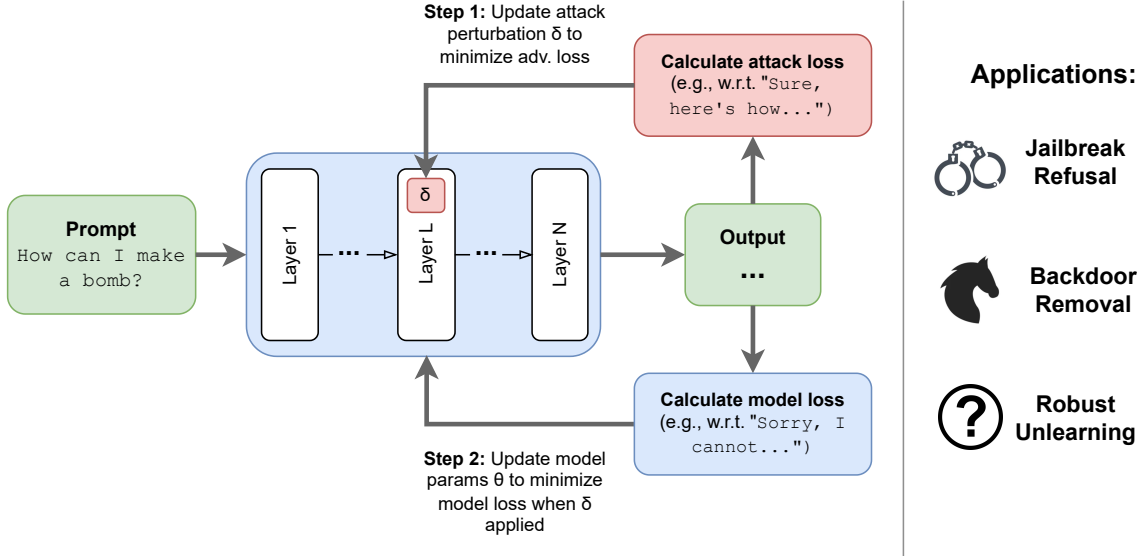 Step 1: Update attack
perturbation δ to
minimize adv. loss
Calculate attack loss
(e.g., w.r.t. "Sure,
here's how...")
Prompt
How can I make
a bomb?
Layer 1
...
δ
Layer L
...
Layer N
Output
...
Calculate model loss
(e.g., w.r.t. "Sorry, I
cannot...")
Step 2: Update model
params θ to minimize
model loss when δ
applied
Applications:
Jailbreak
Refusal
Backdoor
Removal
?
Robust
Unlearning